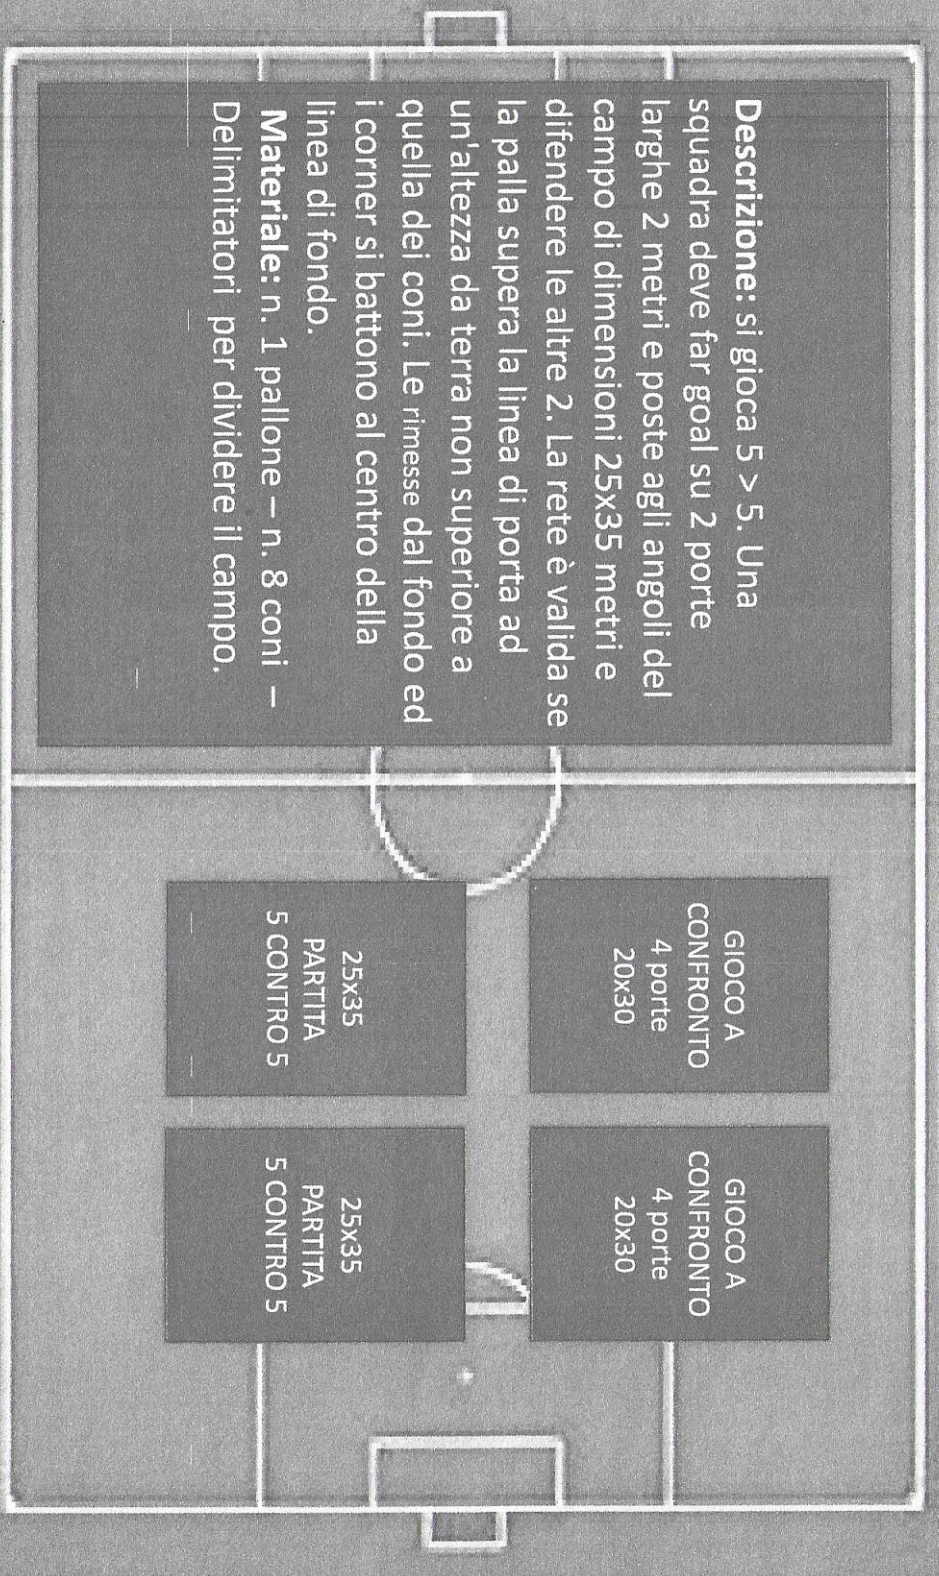 Descrizione: si gioca 5 > 5. Una
squadra deve far goal su 2 porte
larghe 2 metri e poste agli angoli del
campo di dimensioni 25x35 metri e
difendere le altre 2. La rete è valida se
la palla supera la linea di porta ad
un'altezza da terra non superiore a
quella dei coni. Le rimesse dal fondo ed
i corner si battono al centro della
linea di fondo.
Materiale: n. 1 pallone – n. 8 coni –
Delimitatori per dividere il campo.
GIOCO A
CONFRONTO
4 porte
20x30
GIOCO A
CONFRONTO
4 porte
20x30
25x35
PARTITA
5 CONTRO 5
25x35
PARTITA
5 CONTRO 5